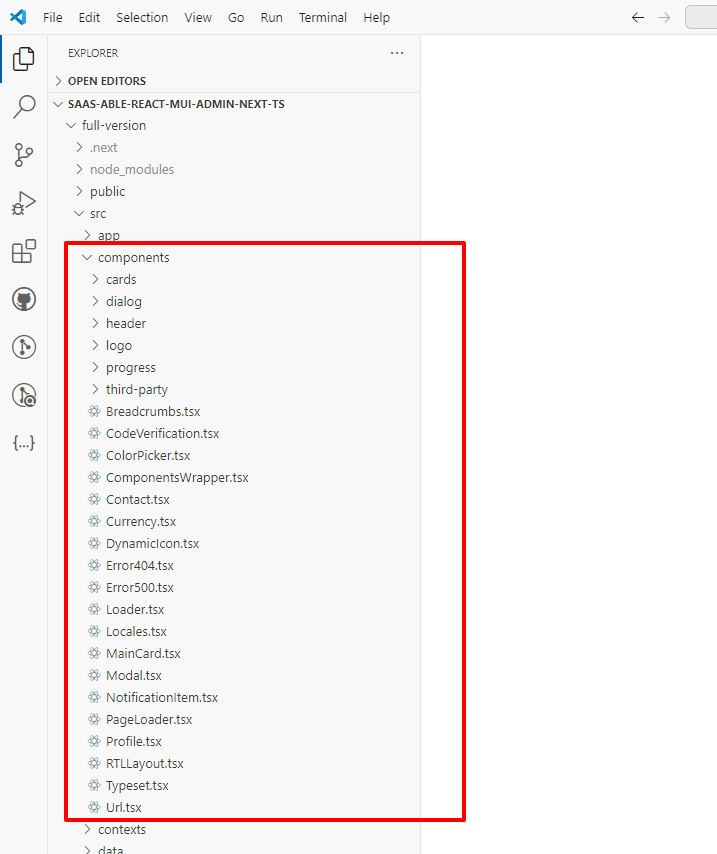 File Edit Selection View Go Run Terminal Help
EXPLORER
OPEN EDITORS
SAAS-ABLE-REACT-MUI-ADMIN-NEXT-TS
full-version
.next
node_modules
public
src
app
components
cards
dialog
header
logo
progress
third-party
Breadcrumbs.tsx
CodeVerification.tsx
ColorPicker.tsx
ComponentsWrapper.tsx
Contact.tsx
Currency.tsx
DynamicIcon.tsx
Error404.tsx
Error500.tsx
Loader.tsx
Locales.tsx
MainCard.tsx
Modal.tsx
NotificationItem.tsx
PageLoader.tsx
Profile.tsx
RTLLayout.tsx
Typeset.tsx
Url.tsx
contexts
data